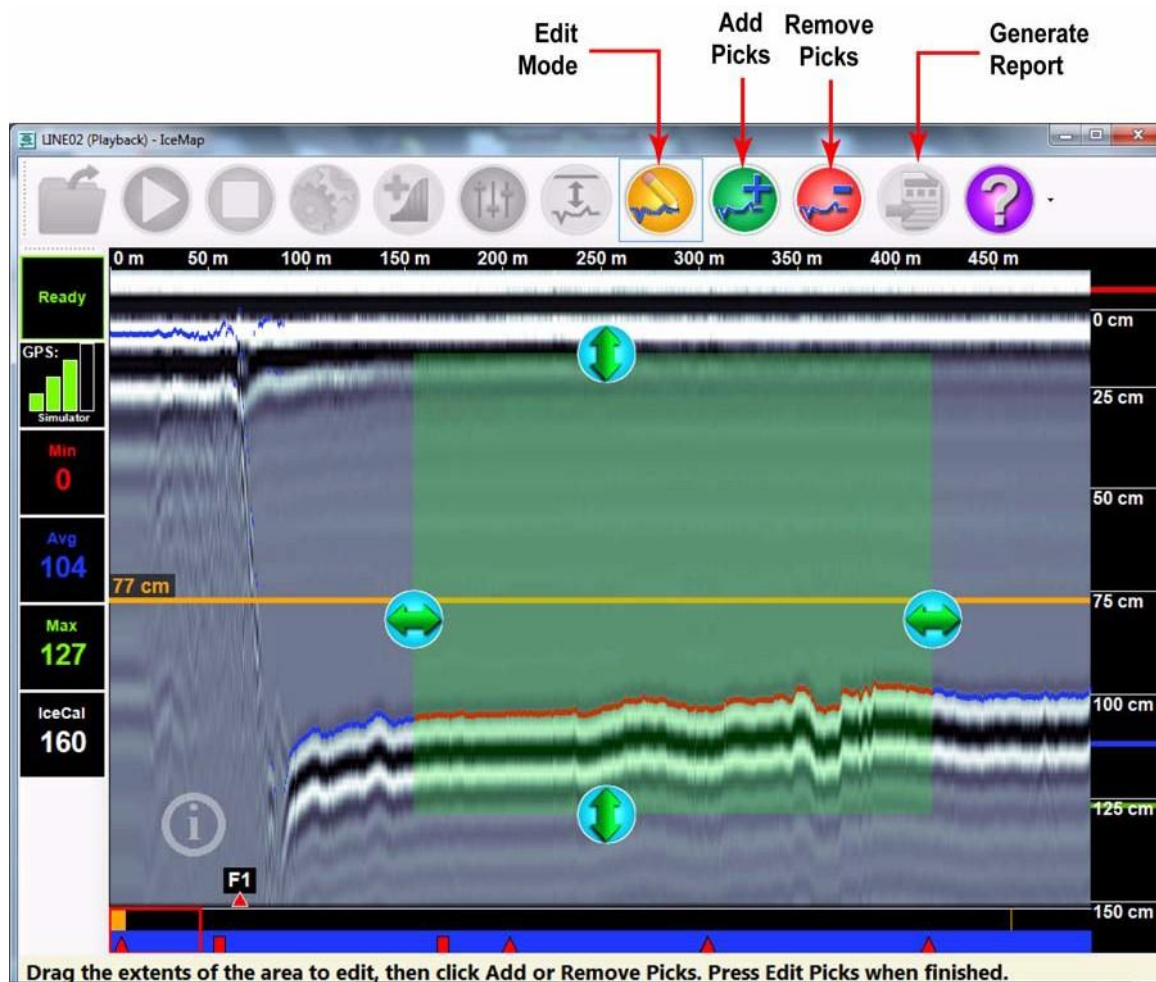 Edit
Mode
Add
Picks
Remove
Picks
Generate
Report
LINE02 (Playback) - IceMap
?
0 m 50 m 100 m 150 m 200 m 250 m 300 m 350 m 400 m 450 m
Ready
GPS:
Simulator
Min
0
Avg
104
Max
127
IceCal
160
77 cm
0 cm
25 cm
50 cm
75 cm
100 cm
125 cm
150 cm
i
F1
Drag the extents of the area to edit, then click Add or Remove Picks. Press Edit Picks when finished.